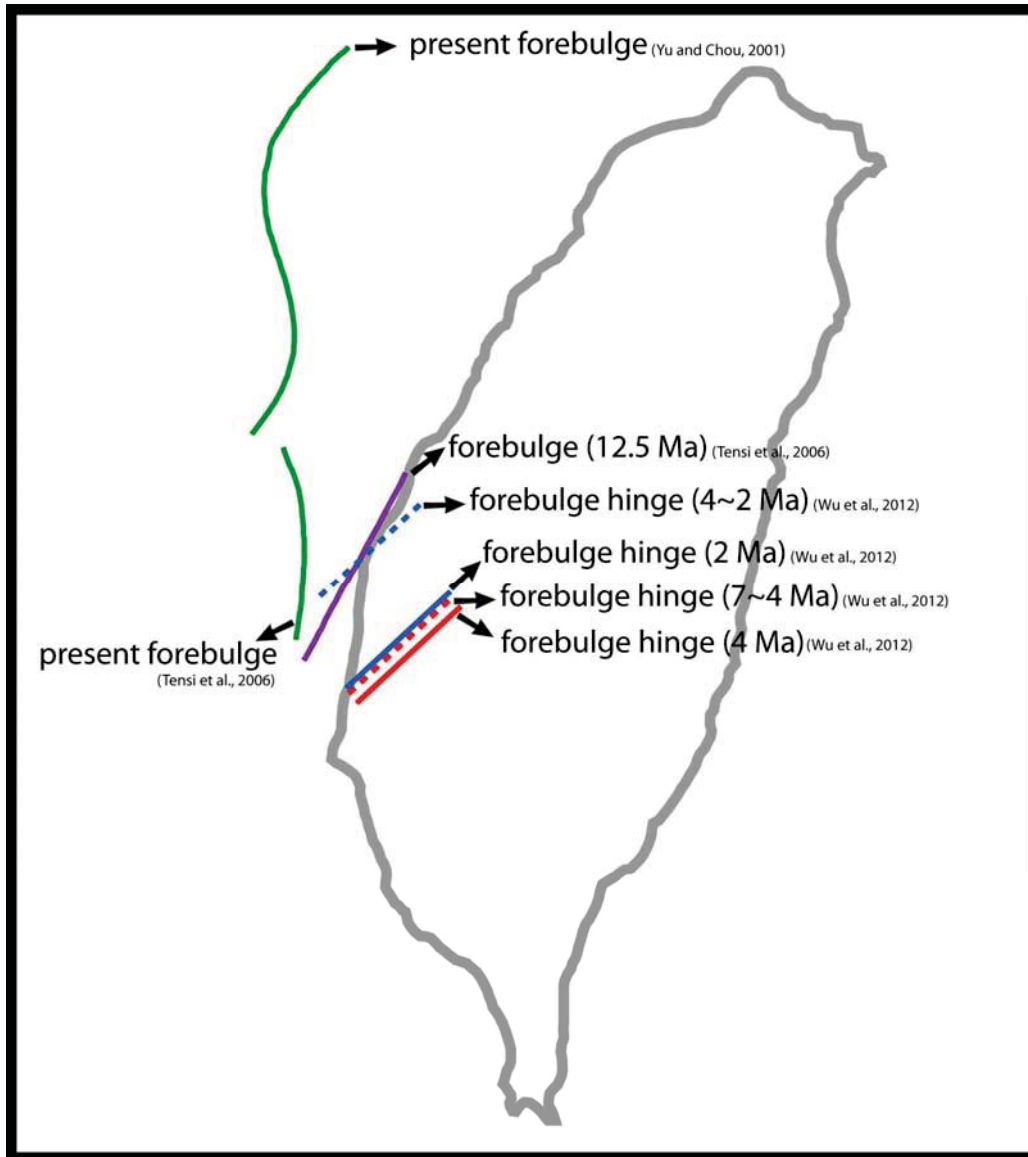 present forebulge (Yu and Chou, 2001)
forebulge (12.5 Ma) (Tensi et al., 2006)
forebulge hinge (4~2 Ma) (Wu et al., 2012)
forebulge hinge (2 Ma) (Wu et al., 2012)
forebulge hinge (7~4 Ma) (Wu et al., 2012)
forebulge hinge (4 Ma) (Wu et al., 2012)
present forebulge
(Tensi et al., 2006)